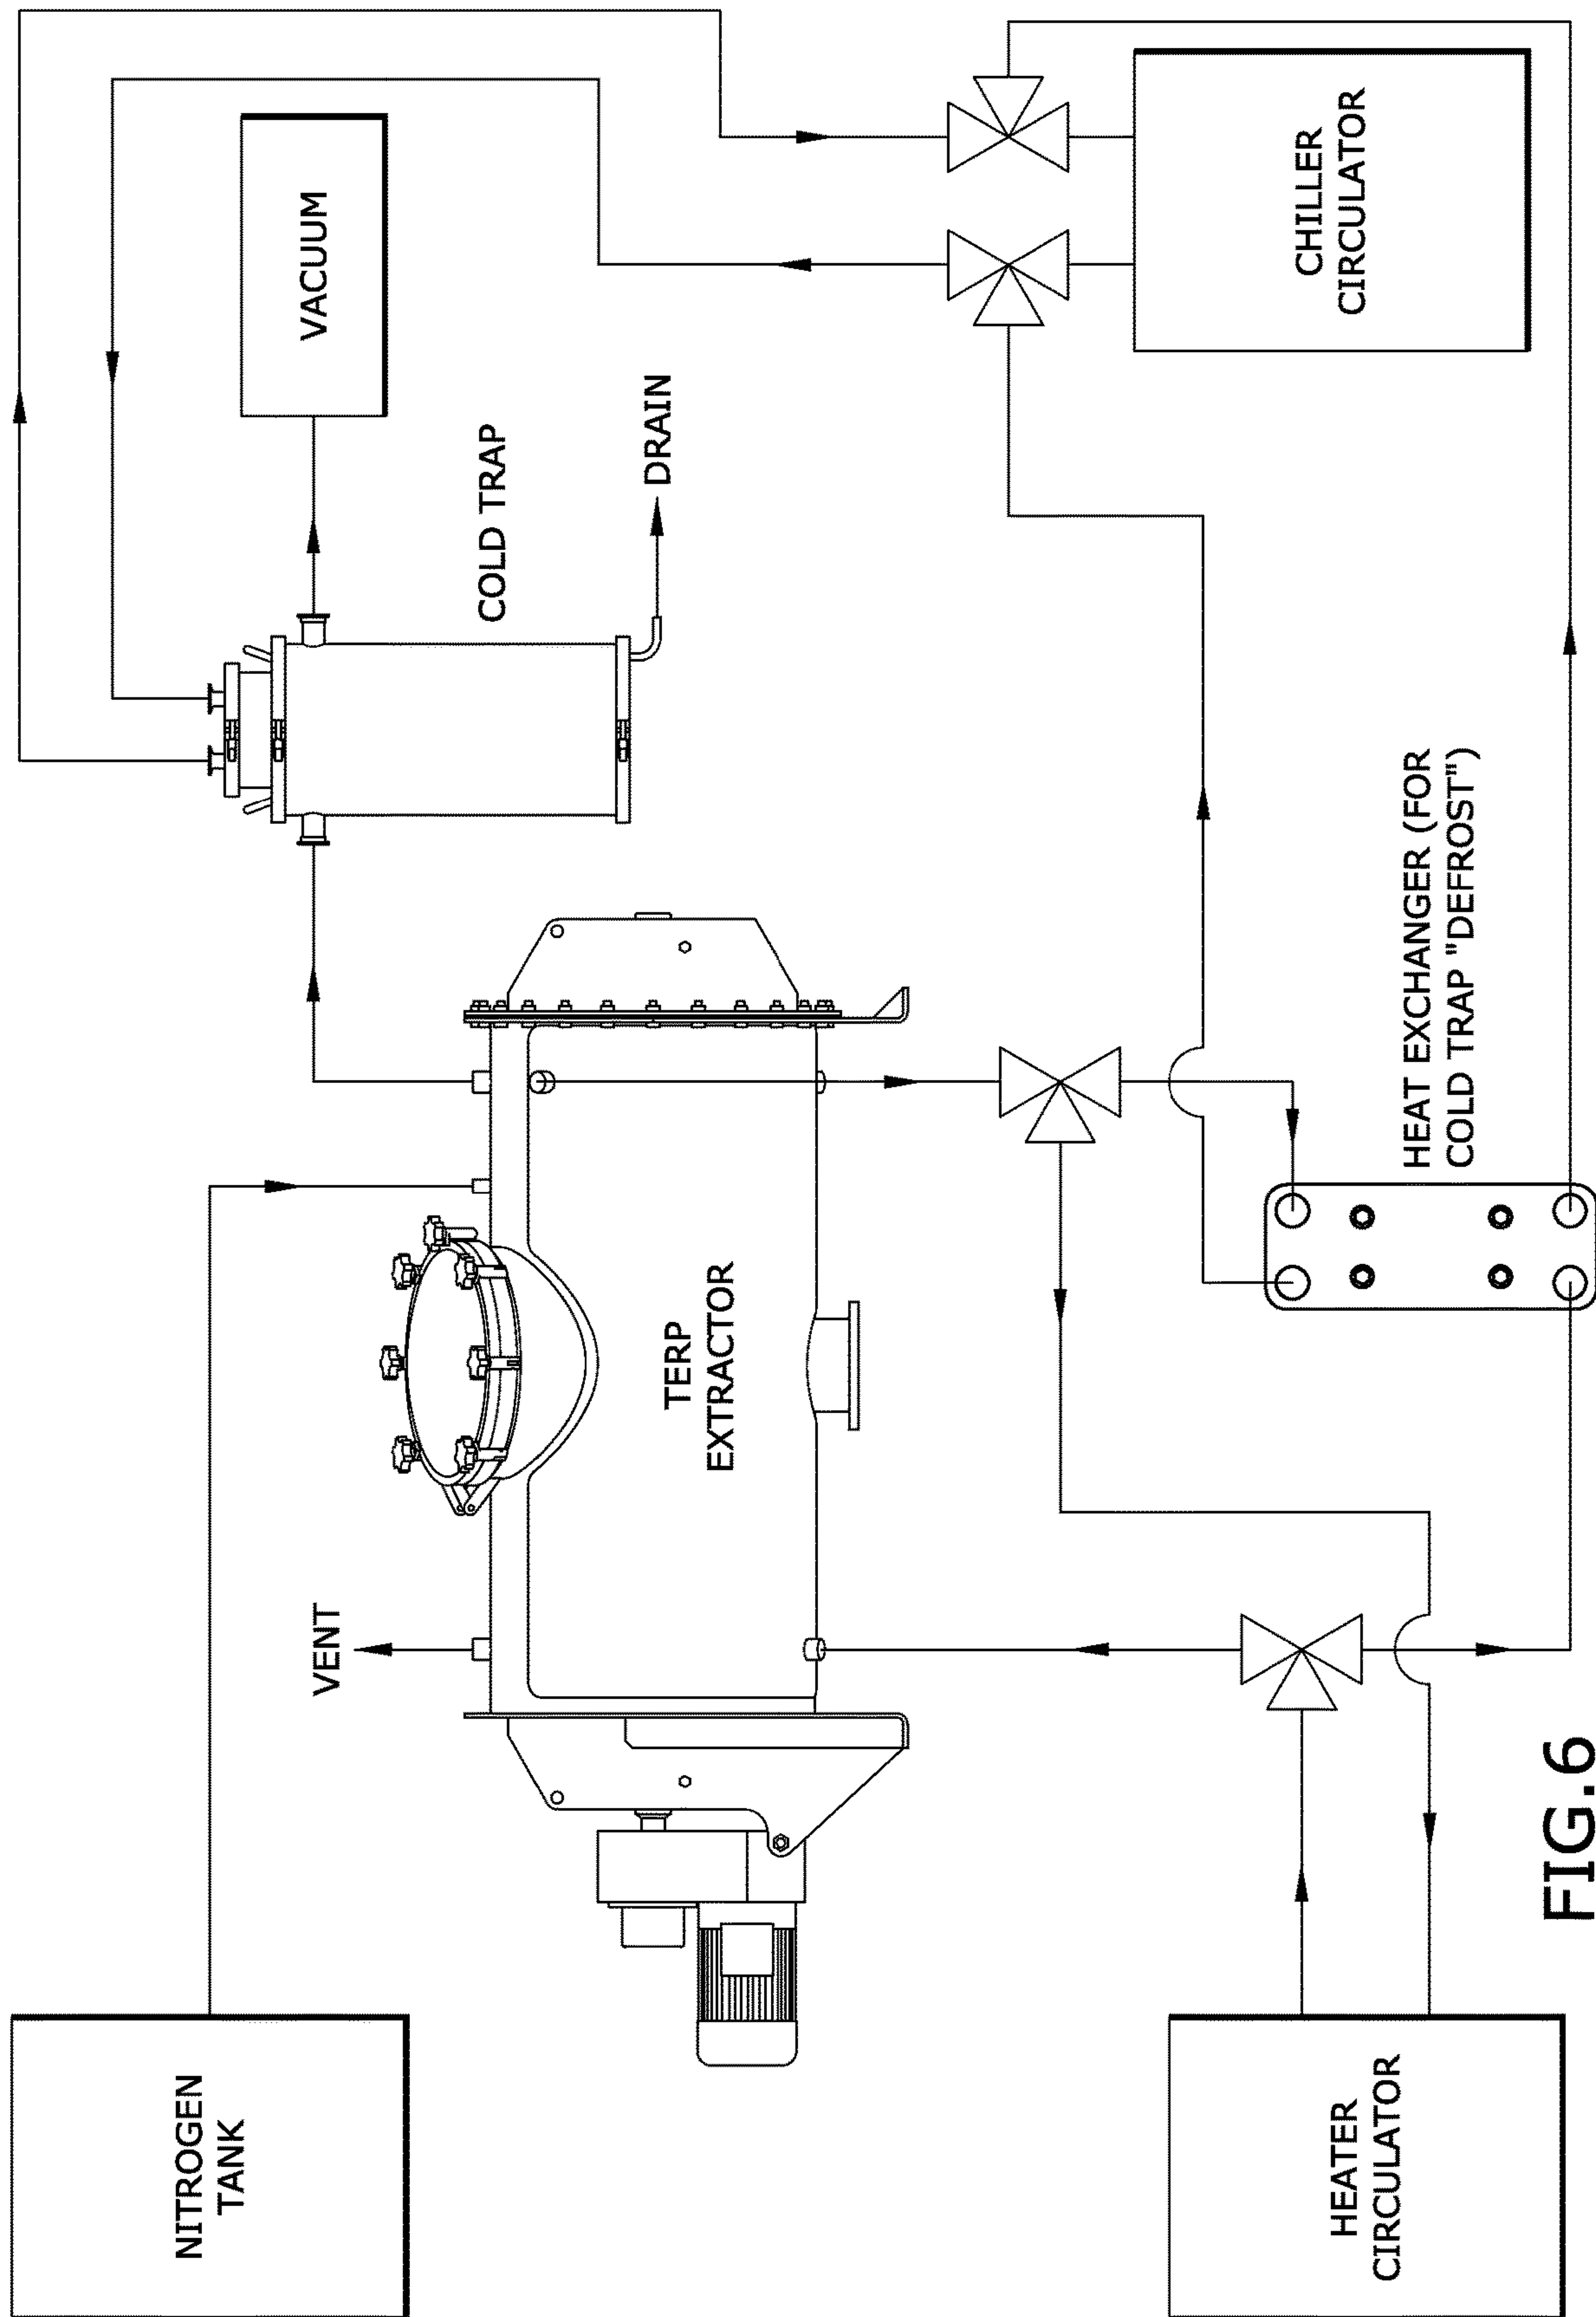 NITROGEN
TANK
VENT
VACUUM
COLD TRAP
DRAIN
TERP
EXTRACTOR
CHILLER
CIRCULATOR
HEATER
CIRCULATOR
HEAT EXCHANGER (FOR
COLD TRAP "DEFROST")
FIG.6